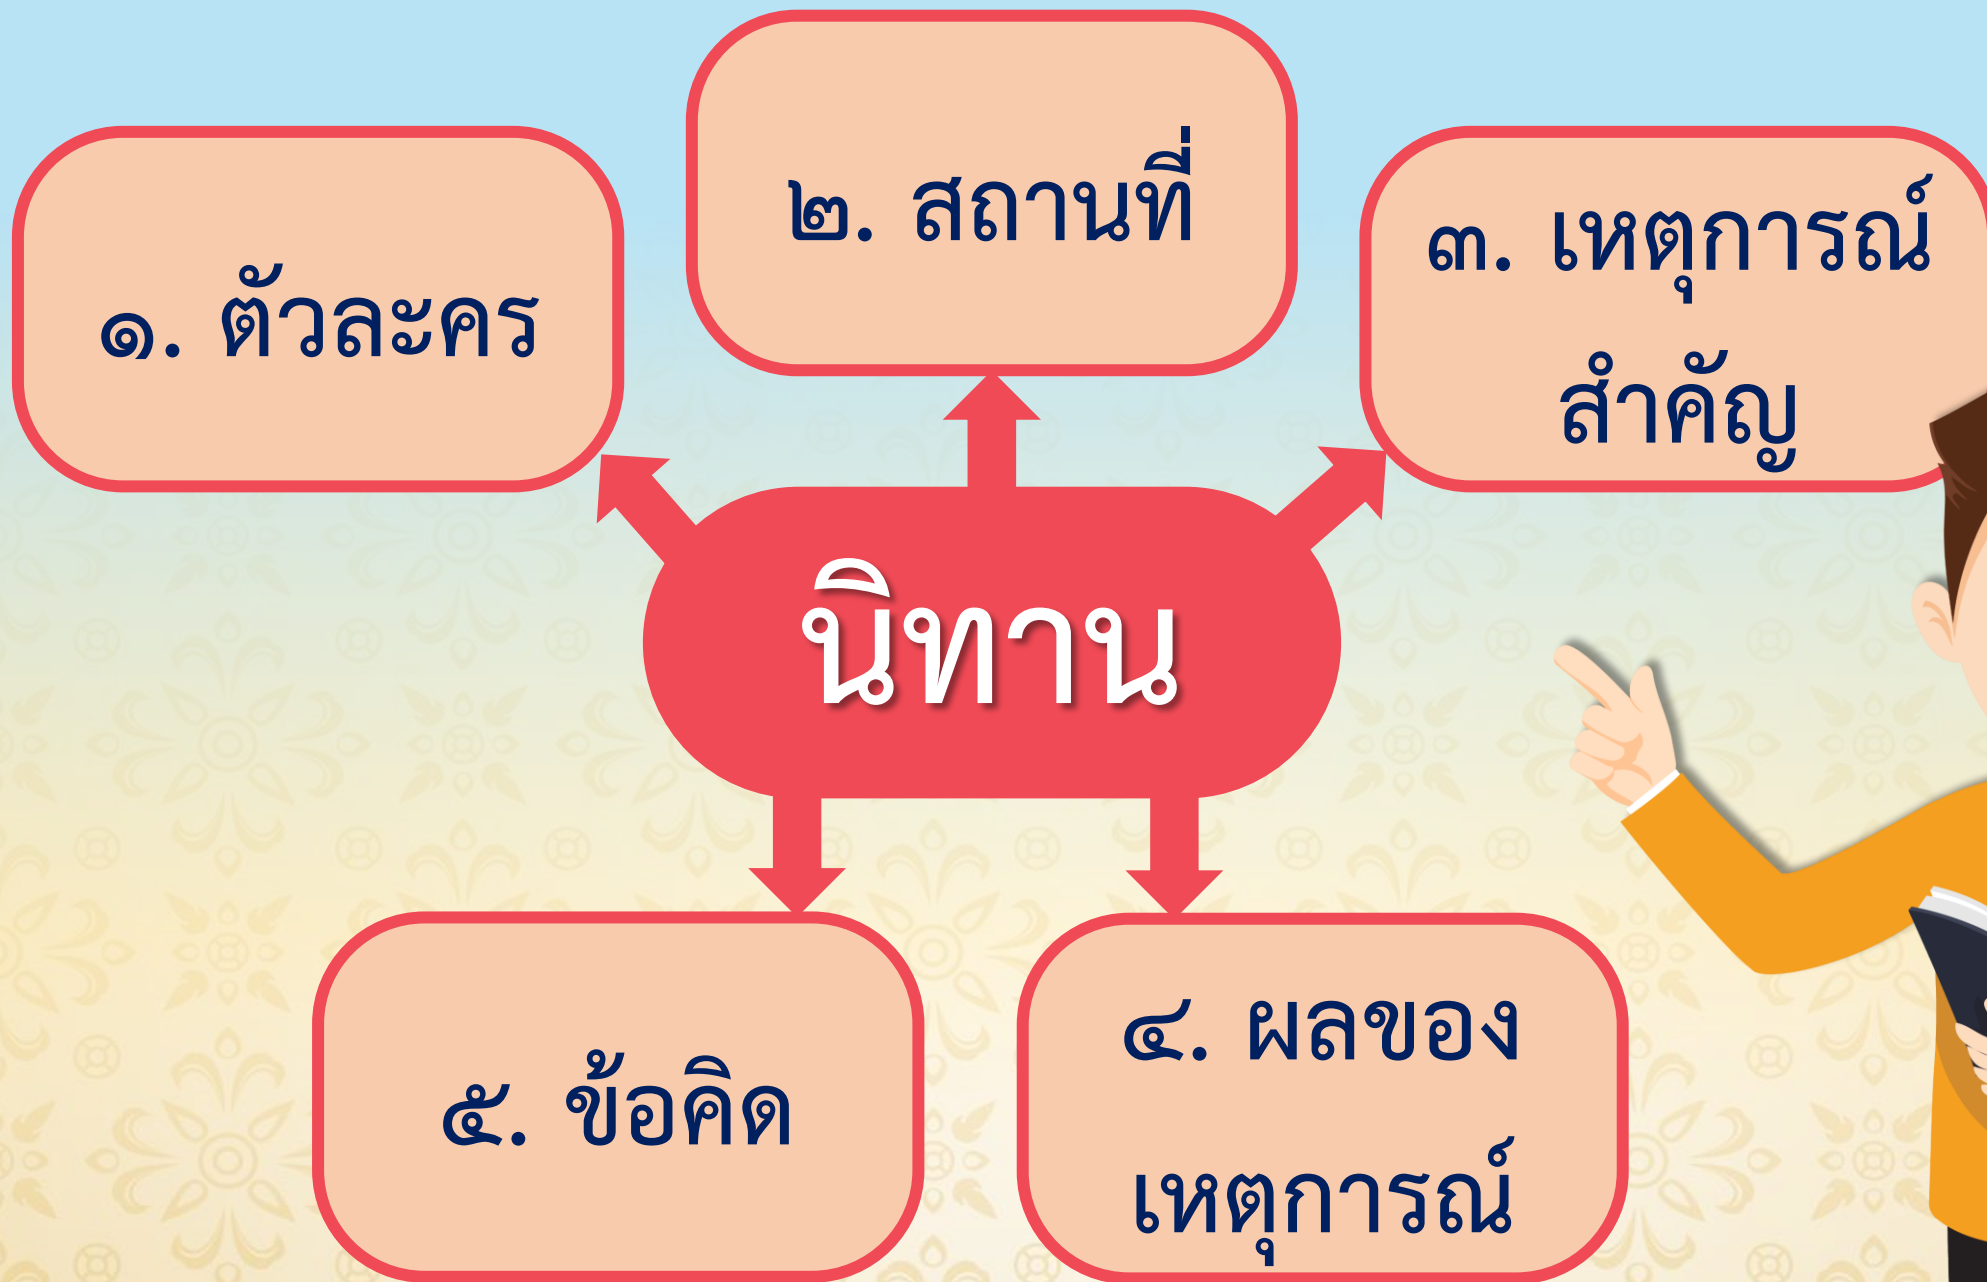 ๑. ตัวละคร
๒. สถานที่
๓. เหตุการณ์
สำคัญ
นิทาน
๕. ข้อคิด
๔. ผลของ
เหตุการณ์